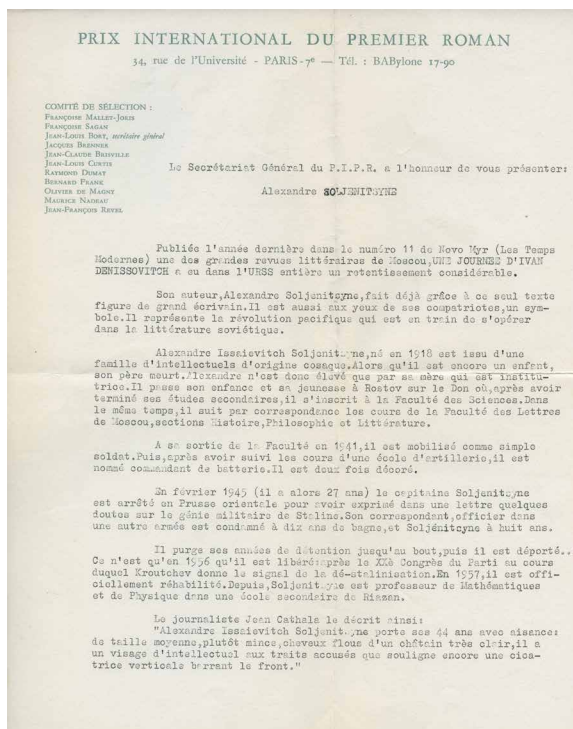 PRIX INTERNATIONAL DU PREMIER ROMAN
34, rue de l'Université - PARIS-7e — Tél. : BABylone 17-90
COMITÉ DE SÉLECTION :
Françoise Mallet-Joris
Françoise Sagan
Jean-Louis Bory, secrétaire général
Jacques Brenner
Jean-Claude Brisville
Jean-Louis Curtis
Raymond Dumay
Bernard Frank
Olivier de Magny
Maurice Nadeau
Jean-François Revel
Le Secrétariat Général du P.I.P.R. a l'honneur de vous présenter:
Alexandre SOLJENITSYNE
Publiée l'année dernière dans le numéro 11 de Novo Myr (Les Temps
Modernes) une des grandes revues littéraires de Moscou,UNE JOURNEE D'IVAN
DENISSOVITCH a eu dans l'URSS entière un retentissement considérable.
Son auteur,Alexandre Soljenitsyne,fait déjà grâce à ce seul texte
figure de grand écrivain.Il est aussi aux yeux de ses compatriotes,un sym-
bole.Il représente la révolution pacifique qui est en train de s'opérer
dans la littérature soviétique.
Alexandre Issaievitch Soljenitsyne,né en 1918 est issu d'une
famille d'intellectuels d'origine cosaque.Alors qu'il est encore un enfant,
son père meurt.Alexandre n'est donc élevé que par sa mère qui est institu-
trice.Il passe son enfance et sa jeunesse à Rostov sur le Don où,après avoir
terminé ses études secondaires,il s'inscrit à la Faculté des Sciences.Dans
le même temps,il suit par correspondance les cours de la Faculté des Lettres
de Moscou,sections Histoire,Philosophie et Littérature.
A sa sortie de la Faculté en 1941,il est mobilisé comme simple
soldat.Puis,après avoir suivi les cours d'une école d'artillerie,il est
nommé commandant de batterie.Il est deux fois décoré.
En février 1945 (il a alors 27 ans) le capitaine Soljenitsyne
est arrêté en Prusse orientale pour avoir exprimé dans une lettre quelques
doutes sur le génie militaire de Staline.Son correspondant,officier dans
une autre armée est condamné à dix ans de bagne,et Soljénitsyne à huit ans.
Il purge ses années de détention jusqu'au bout,puis il est déporté..
Ce n'est qu'en 1956 qu'il est libéré:après le XXè Congrès du Parti au cours
duquel Kroutchev donne le signal de la dé-stalinisation.En 1957,il est offi-
ciellement réhabilité.Depuis,Soljenitsyne est professeur de Mathématiques
et de Physique dans une école secondaire de Riazan.
Le journaliste Jean Cathala le décrit ainsi:
"Alexandre Issaievitch Soljenitsyne porte ses 44 ans avec aisance:
de taille moyenne,plutôt mince,cheveux flous d'un châtain très clair,il a
un visage d'intellectuel aux traits accusés que souligne encore une cica-
trice verticale barrant le front."